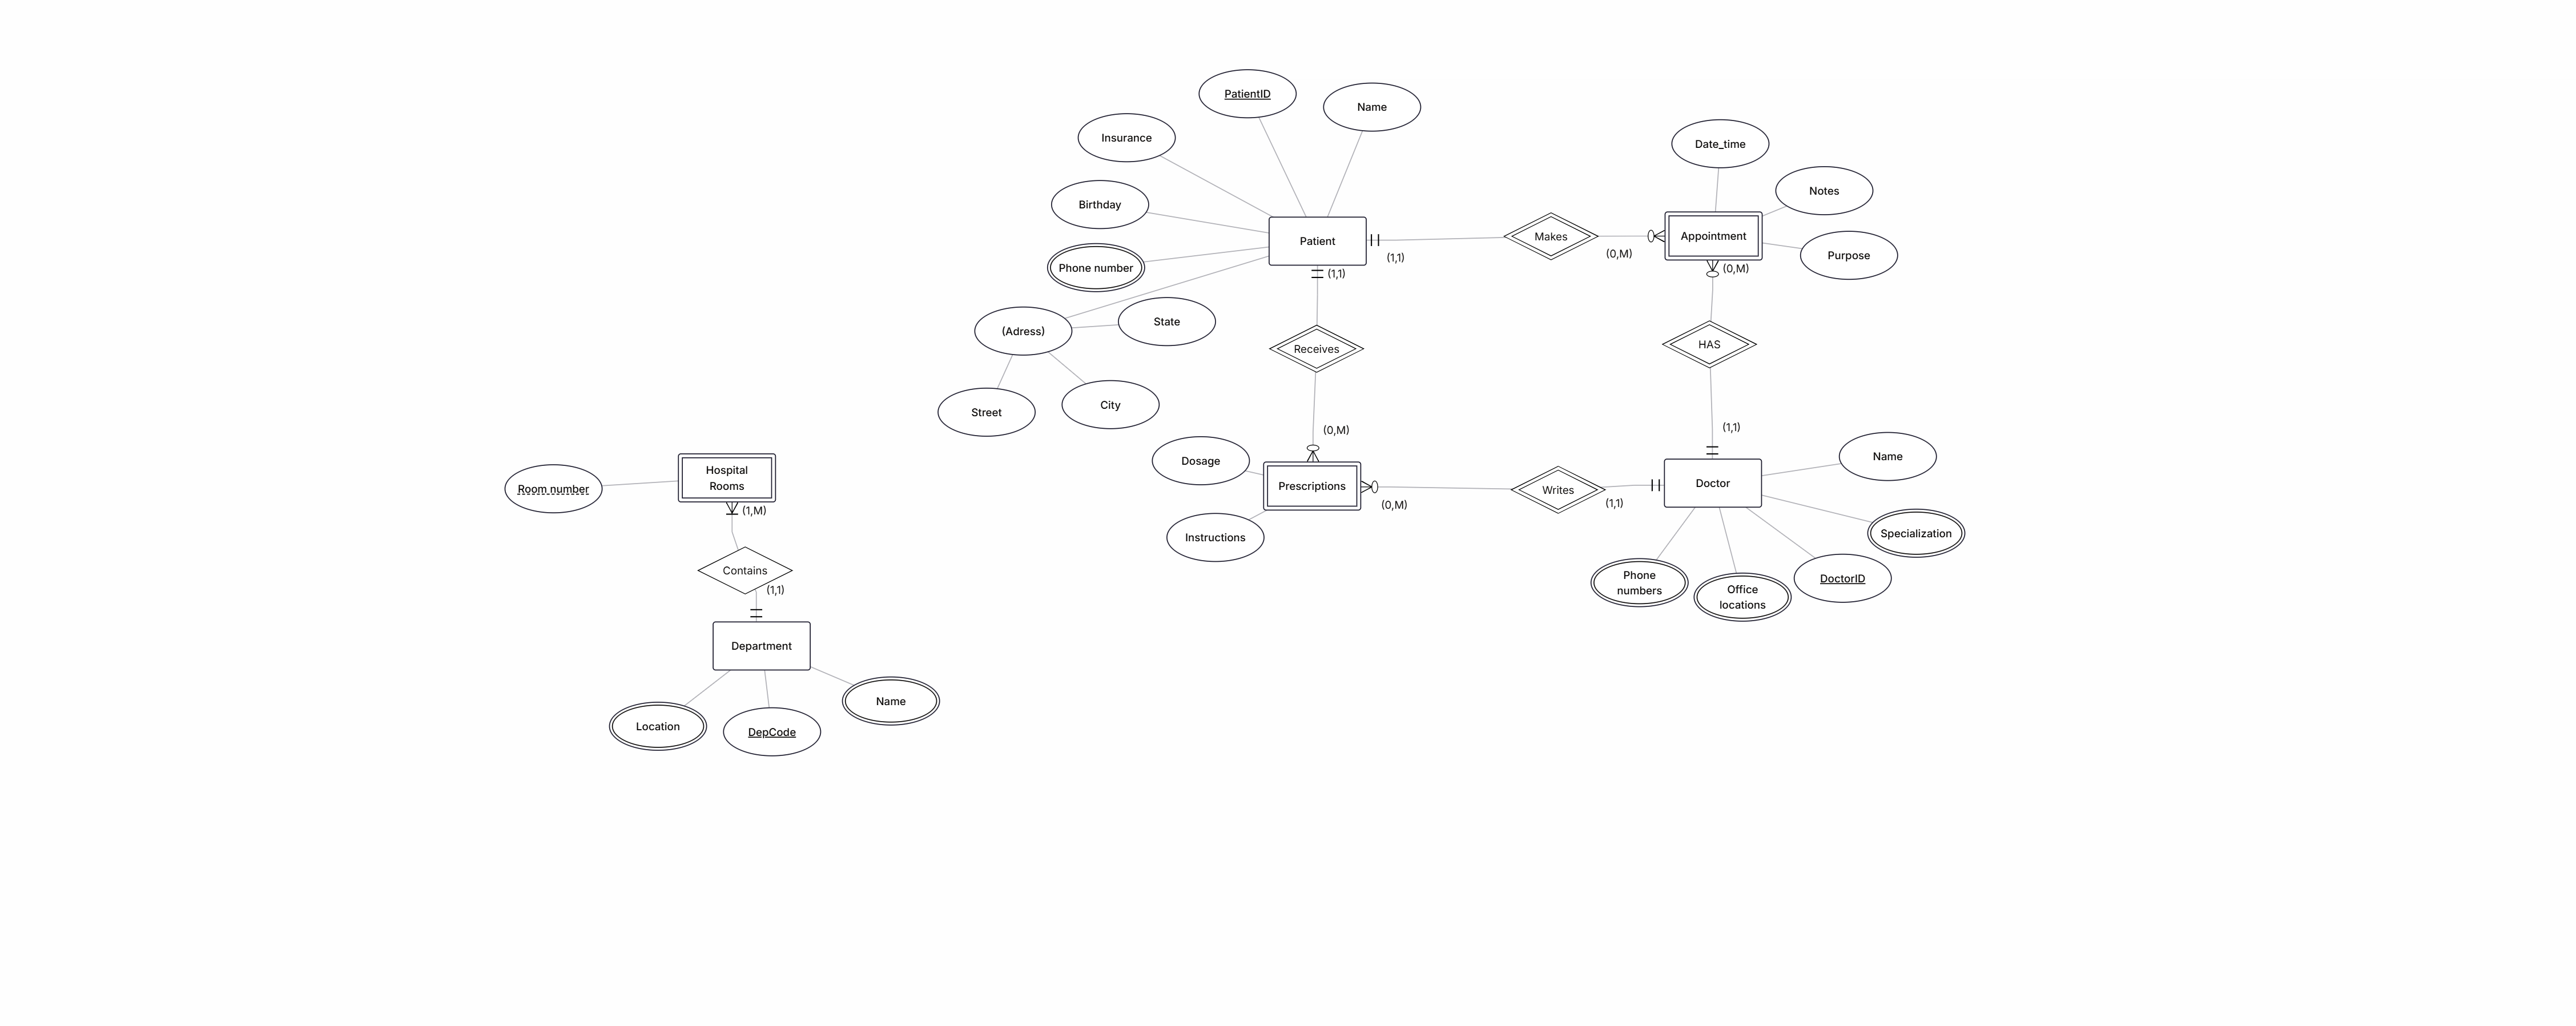 PatientID
Name
Insurance
Date_time
Birthday
Notes
Patient
Makes
Appointment
(0,M)
Purpose
(1,1)
Phone number
(1,1)
(0,M)
(Adress)
State
Receives
HAS
Street
City
(0,M)
(1,1)
Dosage
Name
Hospital
Rooms
Room number
(1,M)
Prescriptions
(0,M)
Writes
(1,1)
Doctor
Instructions
Specialization
Contains
(1,1)
Phone
numbers
Office
locations
DoctorID
Department
Location
DepCode
Name